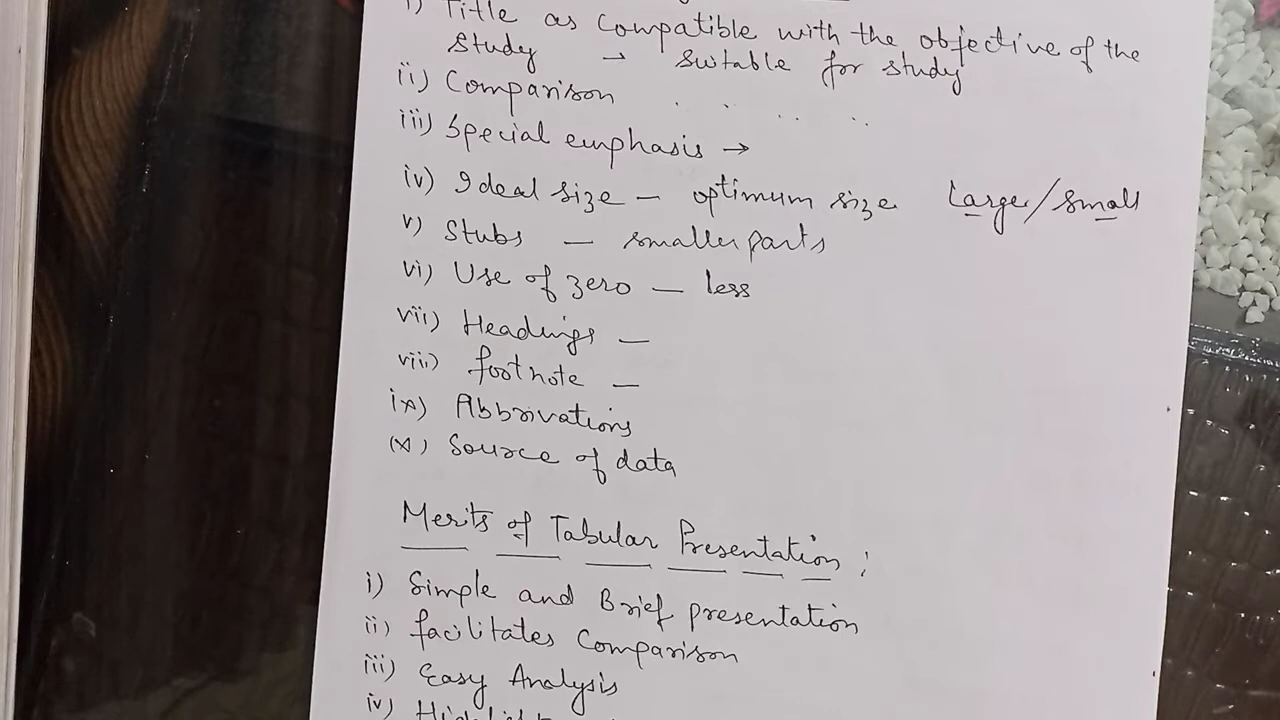 i) Title as compatible with the objective of the
study → suitable for study
ii) Comparison
iii) Special emphasis →
iv) Ideal size – optimum size Large/small
v) Stubs – smaller parts
vi) Use of zero – less
vii) Headings –
viii) footnote –
ix) Abbrivations
(x) Source of data
Merits of Tabular Presentation :
i) Simple and Brief presentation
ii) facilitates Comparison
iii) Easy Analysis
iv)